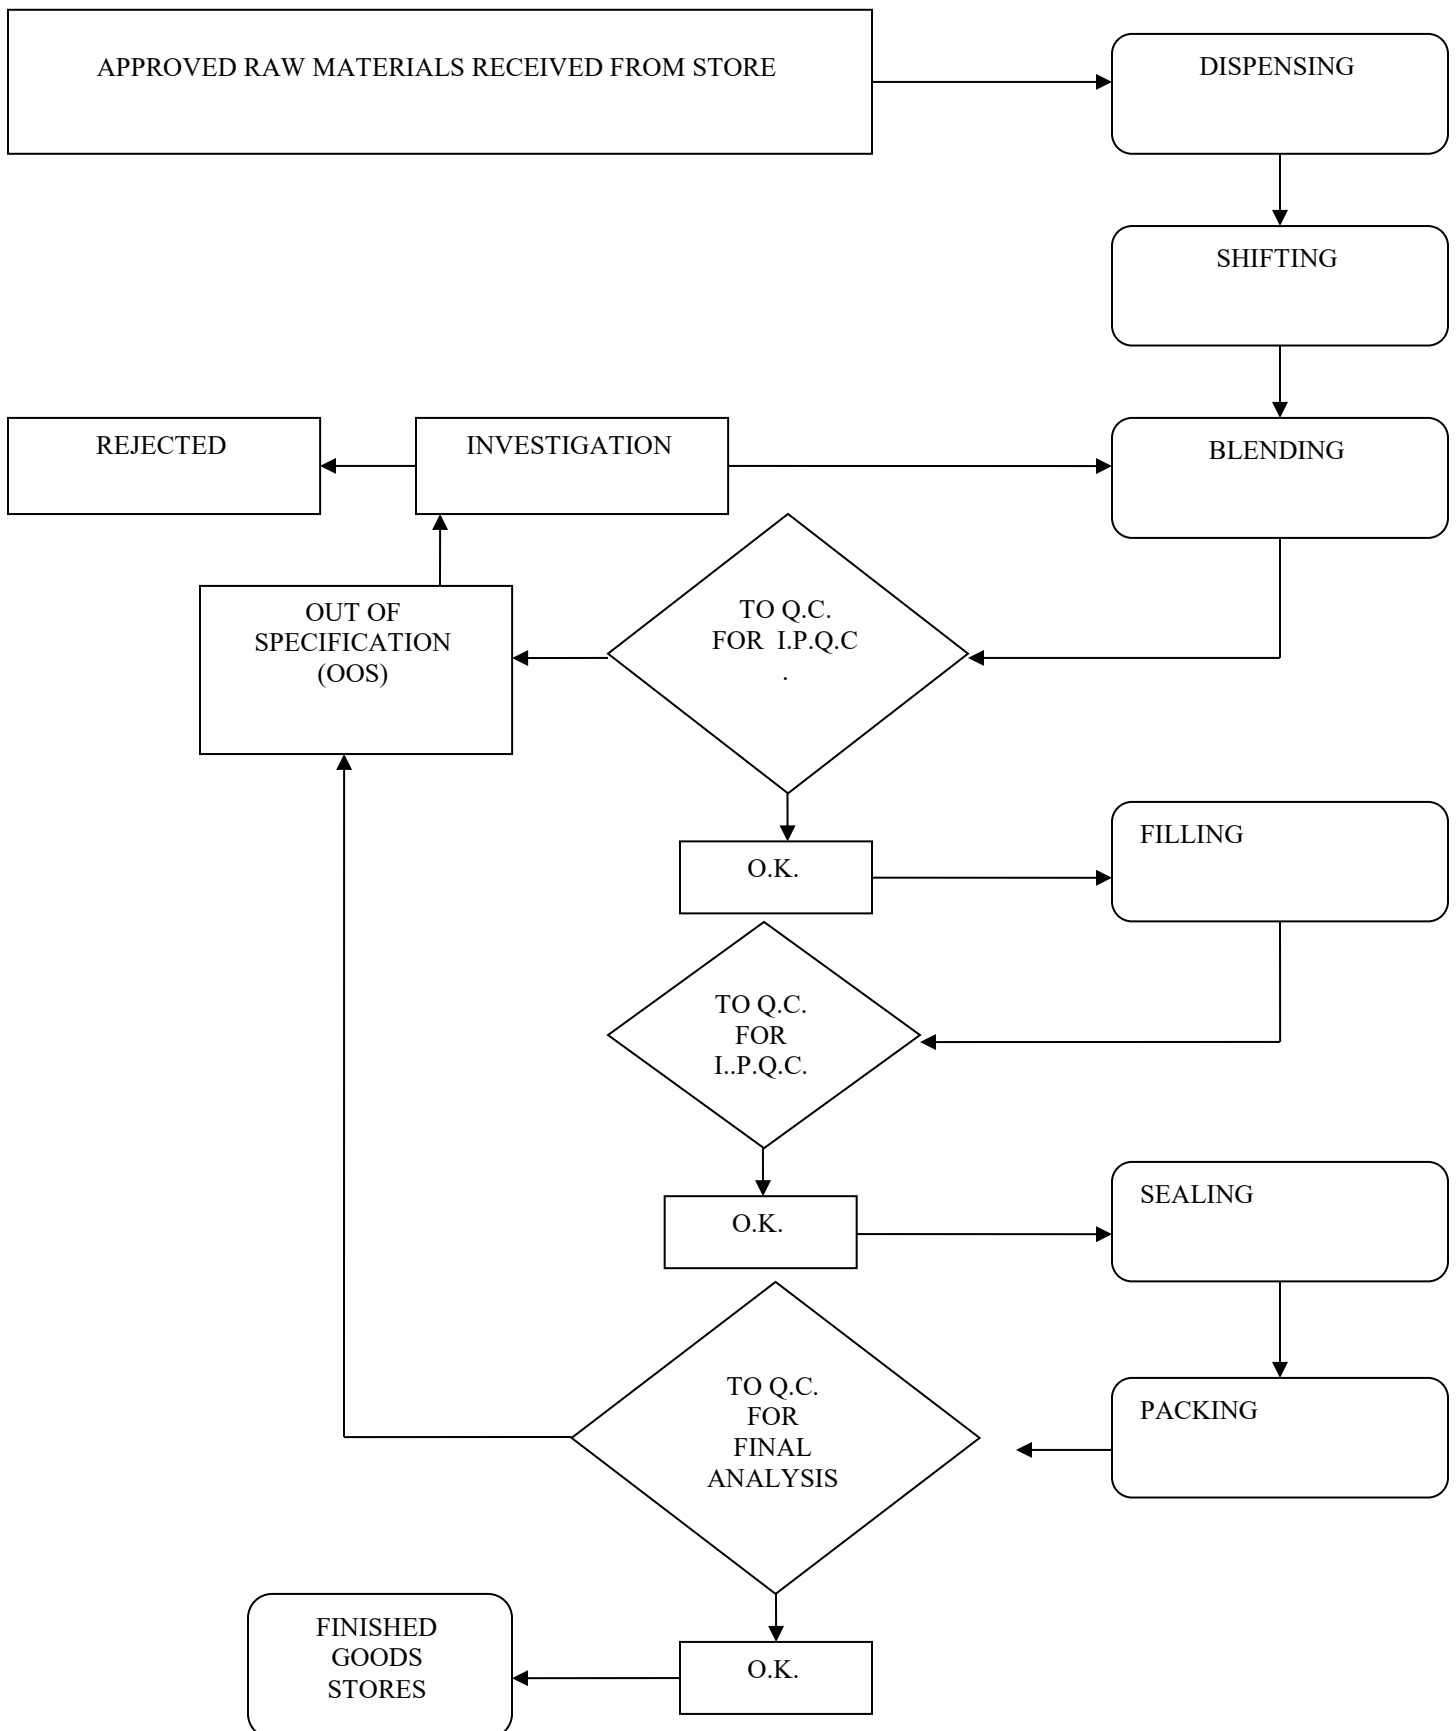 APPROVED RAW MATERIALS RECEIVED FROM STORE
DISPENSING
SHIFTING
REJECTED
INVESTIGATION
BLENDING
OUT OF
SPECIFICATION
(OOS)
TO Q.C.
FOR I.P.Q.C
.
O.K.
FILLING
TO Q.C.
FOR
I..P.Q.C.
O.K.
SEALING
TO Q.C.
FOR
FINAL
ANALYSIS
PACKING
FINISHED
GOODS
STORES
O.K.